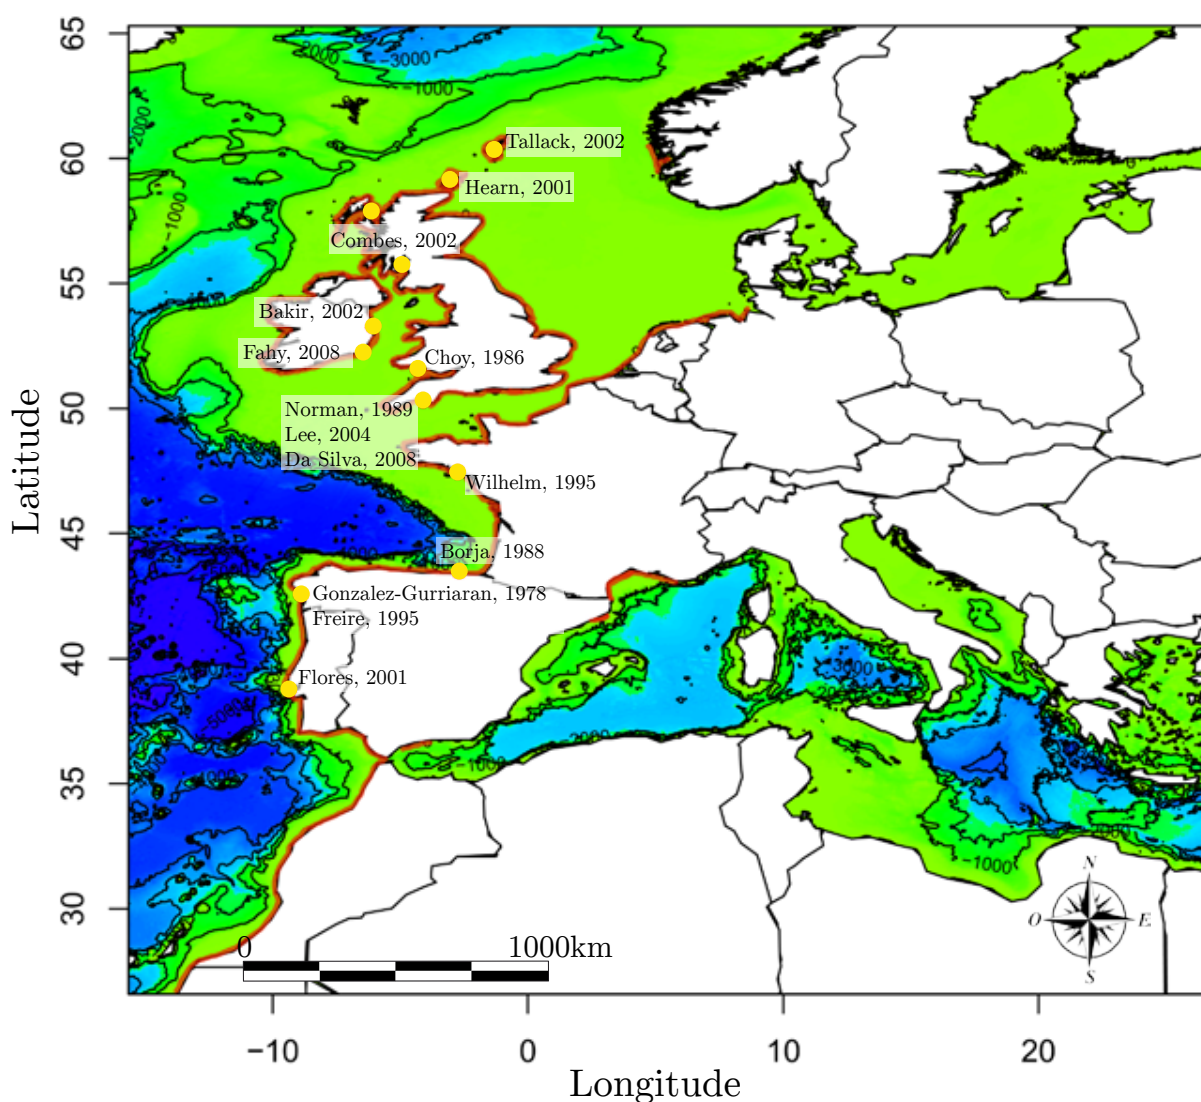 65
60
55
50
45
40
35
30
Latitude
-2000
-3000
-1000
-2000
-1000
Tallack, 2002
Hearn, 2001
Combes, 2002
Bakir, 2002
Fahy, 2008
Choy, 1986
Norman, 1989
Lee, 2004
Da Silva, 2008
Wilhelm, 1995
Borja, 1988
Gonzalez-Gurriaran, 1978
Freire, 1995
Flores, 2001
-3000
-1000
-1000
N
O
E
S
0
1000km
−10
0
10
20
Longitude